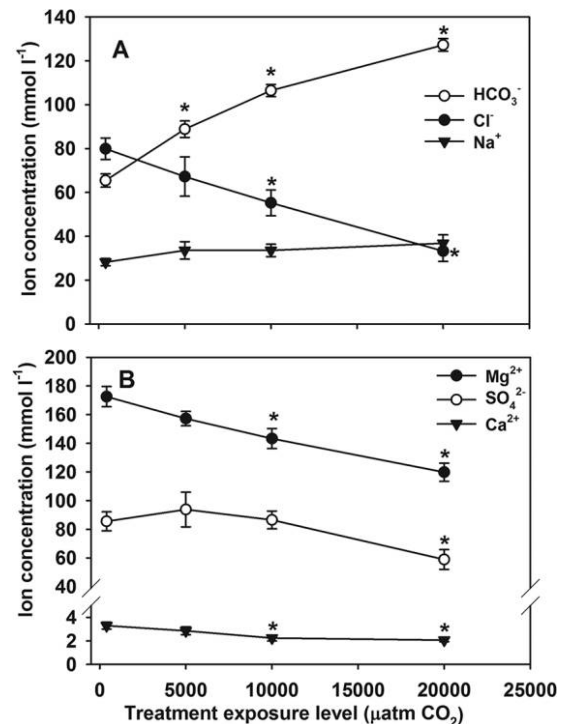 140
120
100
80
60
40
20
0
A
*
*
*
*
*
HCO₃⁻
Cl⁻
Na⁺
Ion concentration (mmol l⁻¹)
200
180
160
140
120
100
80
60
40
4
2
0
B
*
*
*
*
*
Mg²⁺
SO₄²⁻
Ca²⁺
Ion concentration (mmol l⁻¹)
0 5000 10000 15000 20000 25000
Treatment exposure level (µatm CO₂)